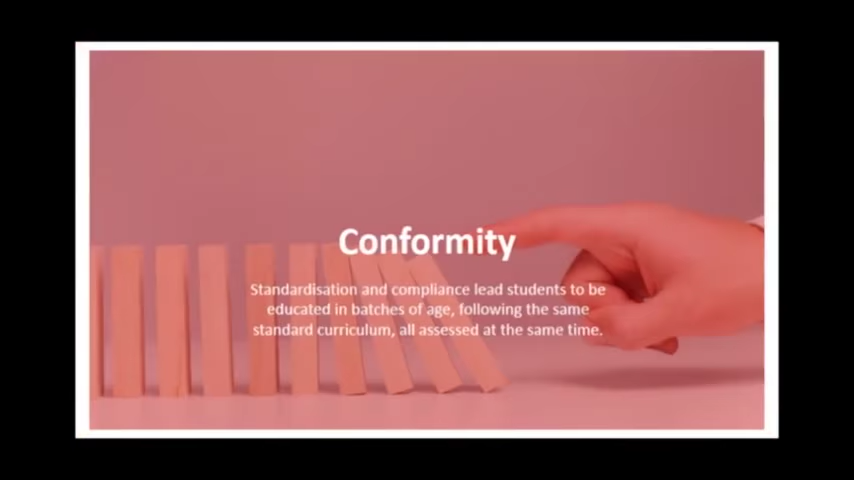 Conformity
Standardisation and compliance lead students to be
educated in batches of age, following the same
standard curriculum, all assessed at the same time.